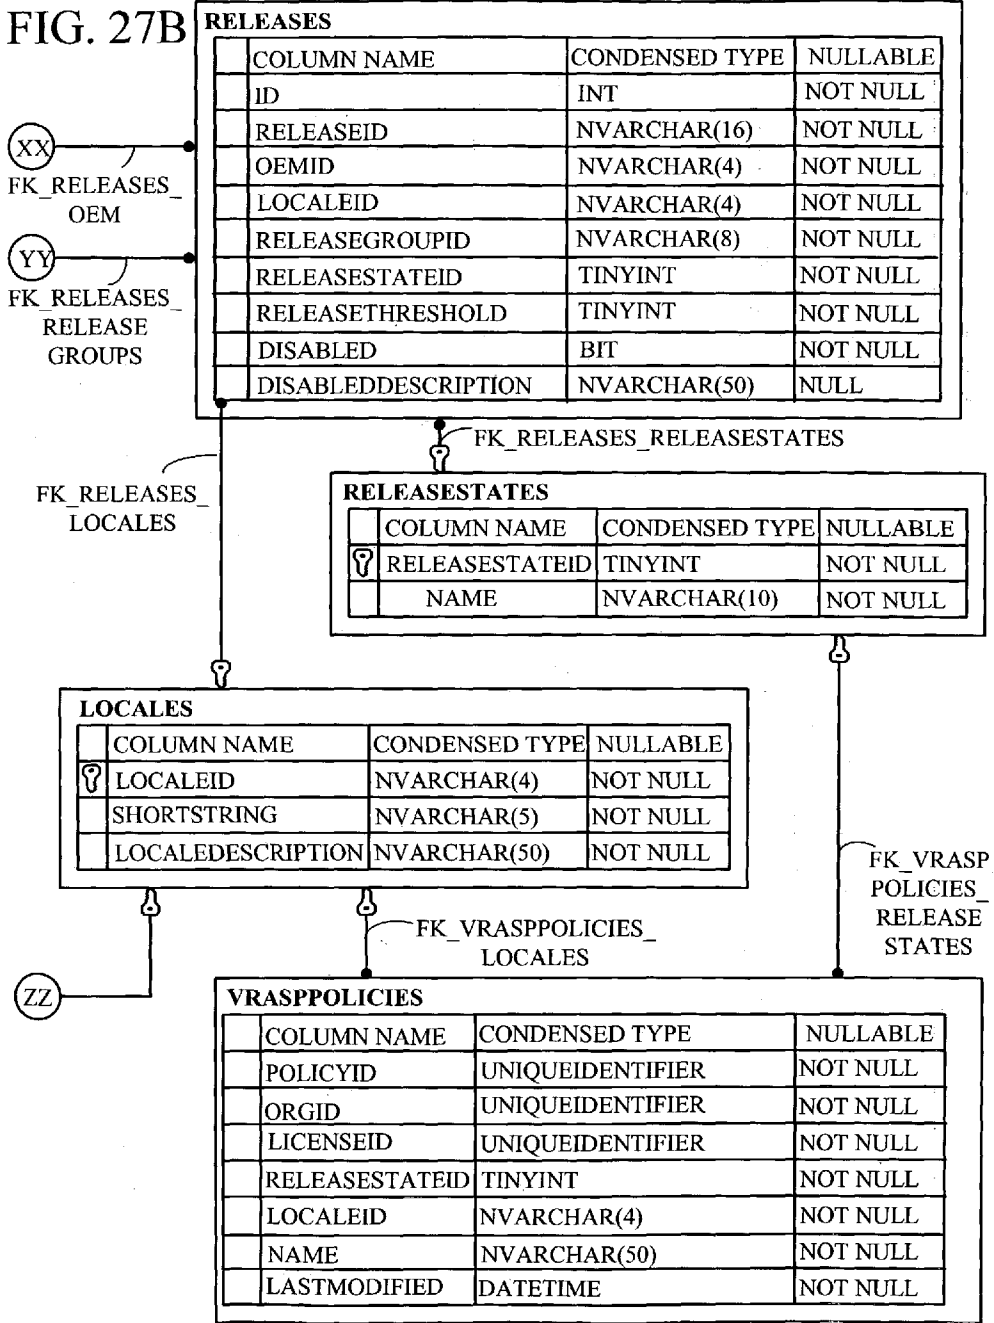 FIG. 27B
RELEASES
COLUMN NAME CONDENSED TYPE NULLABLE
ID INT NOT NULL
RELEASEID NVARCHAR(16) NOT NULL
OEMID NVARCHAR(4) NOT NULL
LOCALEID NVARCHAR(4) NOT NULL
RELEASEGROUPID NVARCHAR(8) NOT NULL
RELEASESTATEID TINYINT NOT NULL
RELEASETHRESHOLD TINYINT NOT NULL
DISABLED BIT NOT NULL
DISABLEDDESCRIPTION NVARCHAR(50) NULL
XX
FK_RELEASES_
OEM
YY
FK_RELEASES_
RELEASE
GROUPS
FK_RELEASES_RELEASESTATES
FK_RELEASES_
LOCALES
RELEASESTATES
COLUMN NAME CONDENSED TYPE NULLABLE
RELEASESTATEID TINYINT NOT NULL
NAME NVARCHAR(10) NOT NULL
LOCALES
COLUMN NAME CONDENSED TYPE NULLABLE
LOCALEID NVARCHAR(4) NOT NULL
SHORTSTRING NVARCHAR(5) NOT NULL
LOCALEDESCRIPTION NVARCHAR(50) NOT NULL
FK_VRASP
POLICIES_
RELEASE
STATES
FK_VRASPPOLICIES_
LOCALES
ZZ
VRASPPOLICIES
COLUMN NAME CONDENSED TYPE NULLABLE
POLICYID UNIQUEIDENTIFIER NOT NULL
ORGID UNIQUEIDENTIFIER NOT NULL
LICENSEID UNIQUEIDENTIFIER NOT NULL
RELEASESTATEID TINYINT NOT NULL
LOCALEID NVARCHAR(4) NOT NULL
NAME NVARCHAR(50) NOT NULL
LASTMODIFIED DATETIME NOT NULL